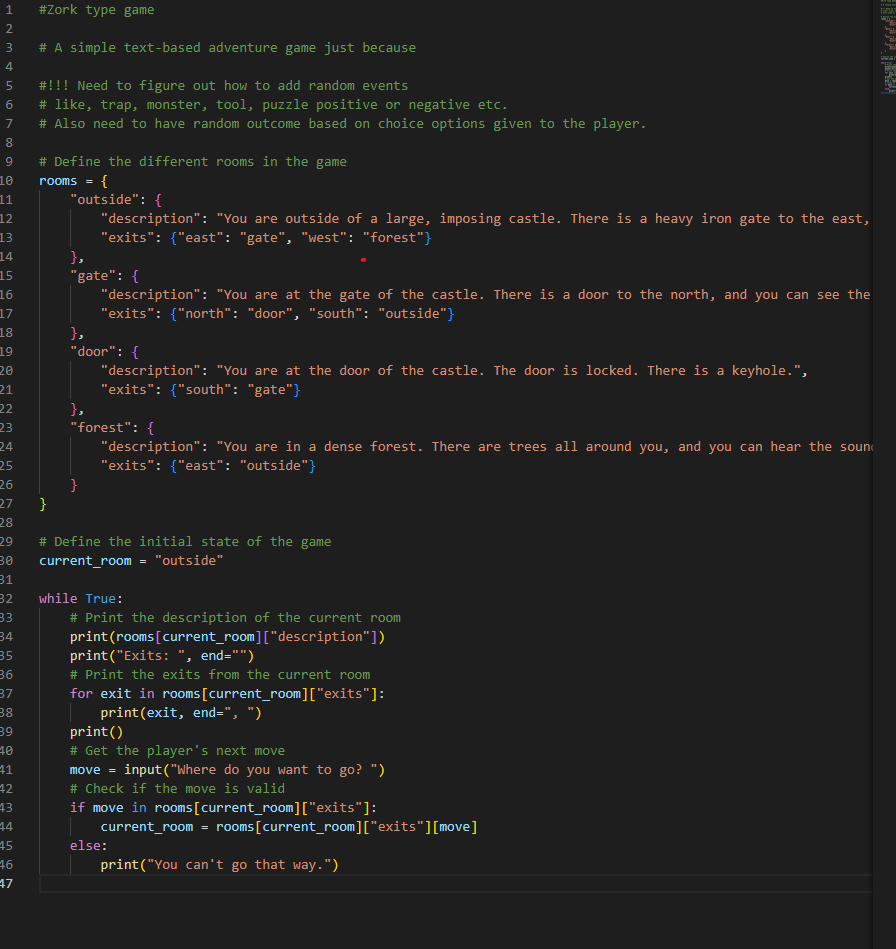 1 #Zork type game
2
3 # A simple text-based adventure game just because
4
5 #!!! Need to figure out how to add random events
6 # like, trap, monster, tool, puzzle positive or negative etc.
7 # Also need to have random outcome based on choice options given to the player.
8
9 # Define the different rooms in the game
10 rooms = {
11     "outside": {
12         "description": "You are outside of a large, imposing castle. There is a heavy iron gate to the east,
13         "exits": {"east": "gate", "west": "forest"}
14     },
15     "gate": {
16         "description": "You are at the gate of the castle. There is a door to the north, and you can see the
17         "exits": {"north": "door", "south": "outside"}
18     },
19     "door": {
20         "description": "You are at the door of the castle. The door is locked. There is a keyhole.",
21         "exits": {"south": "gate"}
22     },
23     "forest": {
24         "description": "You are in a dense forest. There are trees all around you, and you can hear the soun
25         "exits": {"east": "outside"}
26     }
27 }
28
29 # Define the initial state of the game
30 current_room = "outside"
31
32 while True:
33     # Print the description of the current room
34     print(rooms[current_room]["description"])
35     print("Exits: ", end="")
36     # Print the exits from the current room
37     for exit in rooms[current_room]["exits"]:
38         print(exit, end=", ")
39     print()
40     # Get the player's next move
41     move = input("Where do you want to go? ")
42     # Check if the move is valid
43     if move in rooms[current_room]["exits"]:
44         current_room = rooms[current_room]["exits"][move]
45     else:
46         print("You can't go that way.")
47